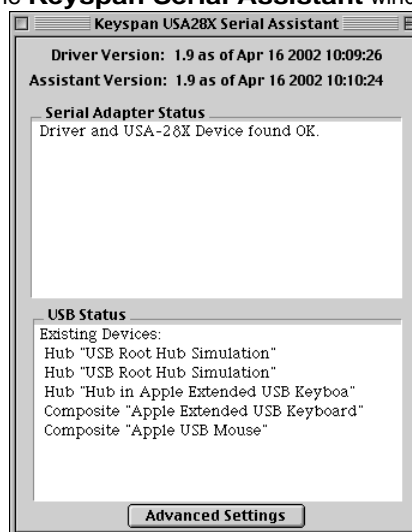 Keyspan Serial Assistant
Keyspan USA28X Serial Assistant
Driver Version: 1.9 as of Apr 16 2002 10:09:26
Assistant Version: 1.9 as of Apr 16 2002 10:10:24
Serial Adapter Status
Driver and USA-28X Device found OK.
USB Status
Existing Devices:
Hub "USB Root Hub Simulation"
Hub "USB Root Hub Simulation"
Hub "Hub in Apple Extended USB Keyboa"
Composite "Apple Extended USB Keyboard"
Composite "Apple USB Mouse"
Advanced Settings